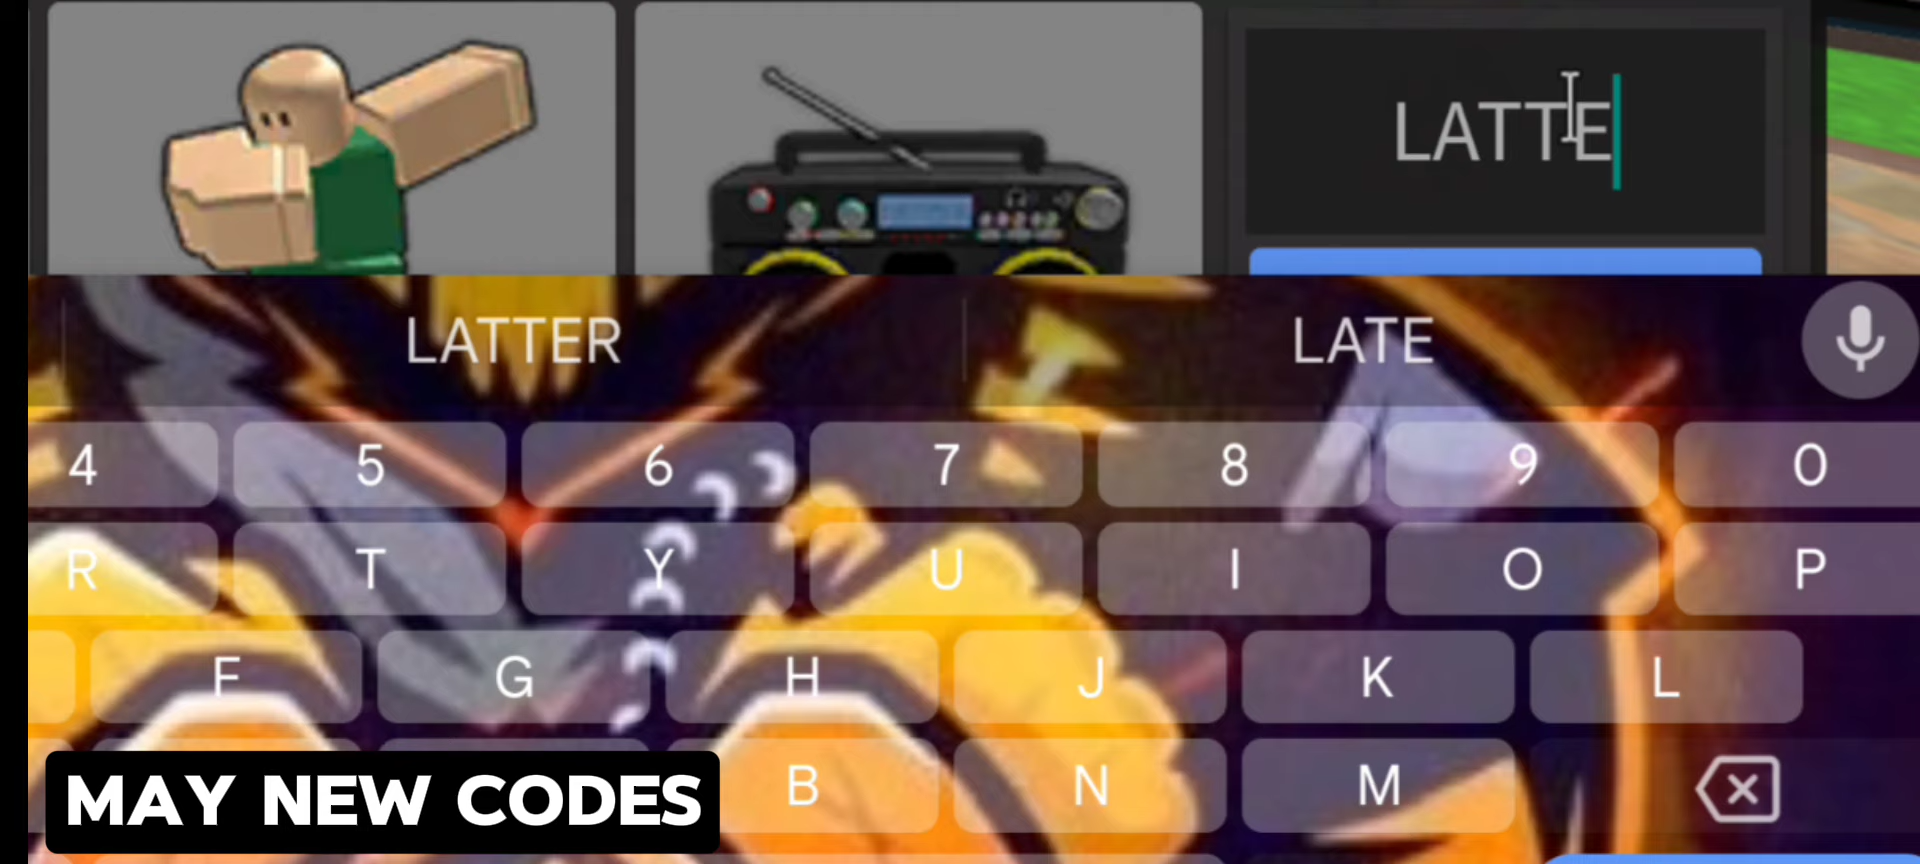 LATTE
LATTER LATE
4 5 6 7 8 9 0
R T Y U I O P
F G H J K L
B N M
MAY NEW CODES